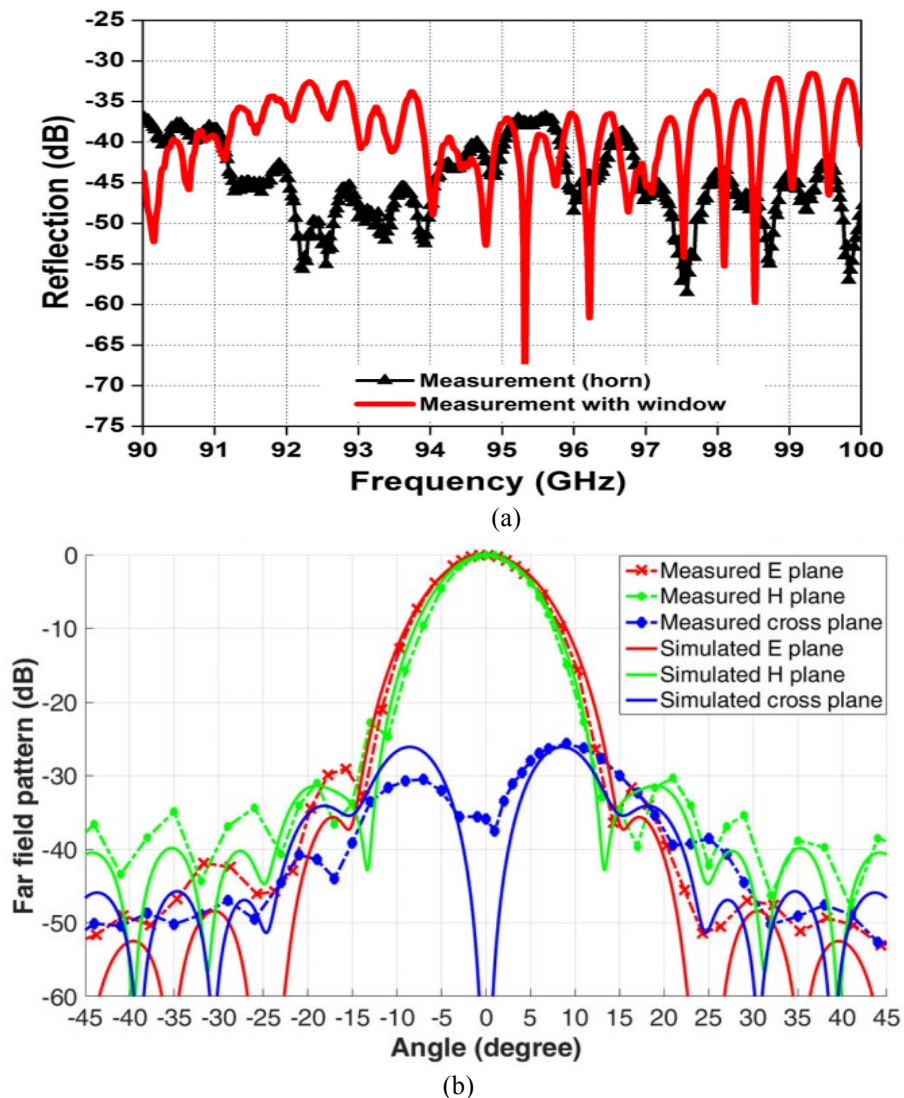 -25
-30
-35
-40
-45
-50
-55
-60
-65
-70
-75
Reflection (dB)
Measurement (horn)
Measurement with window
90 91 92 93 94 95 96 97 98 99 100
Frequency (GHz)
(a)
0
-10
-20
-30
-40
-50
-60
Far field pattern (dB)
Measured E plane
Measured H plane
Measured cross plane
Simulated E plane
Simulated H plane
Simulated cross plane
-45 -40 -35 -30 -25 -20 -15 -10 -5 0 5 10 15 20 25 30 35 40 45
Angle (degree)
(b)